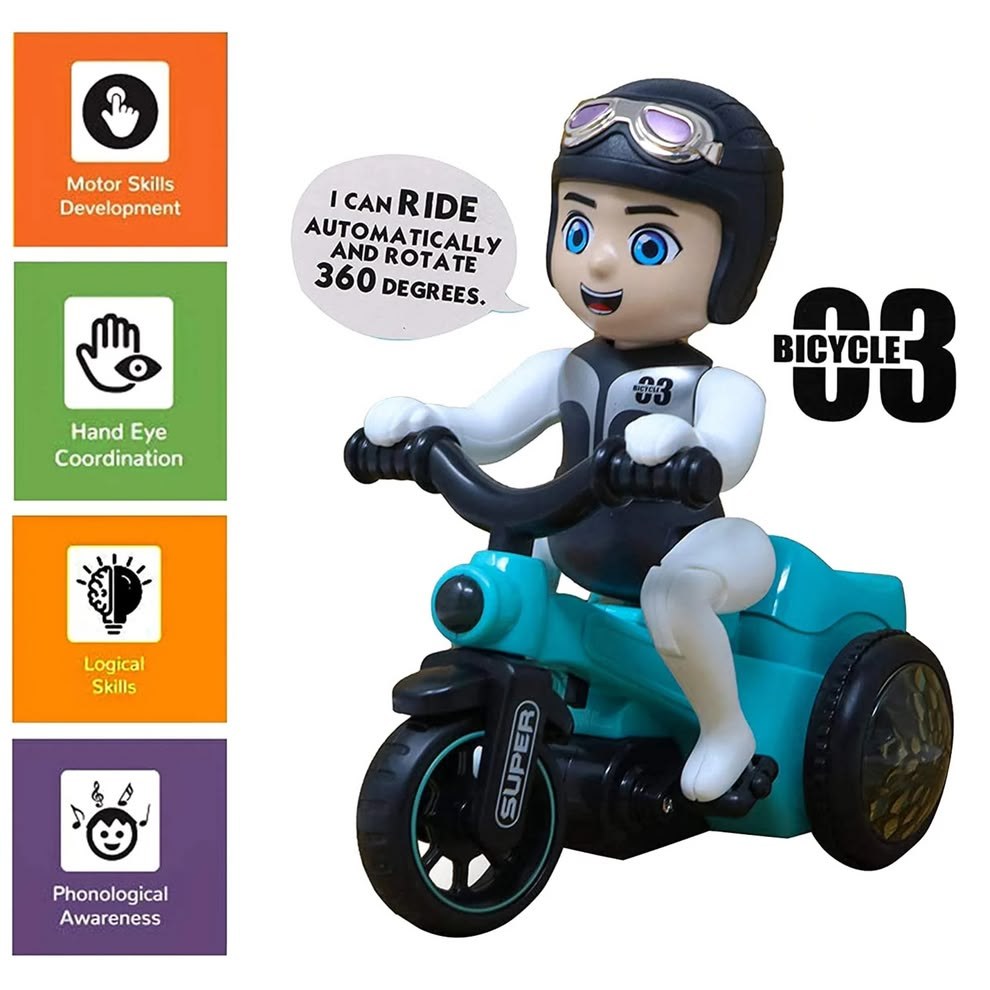 Motor Skills
Development
Hand Eye
Coordination
Logical
Skills
Phonological
Awareness
I CAN RIDE
AUTOMATICALLY
AND ROTATE
360 DEGREES.
BICYCLE 03
BICYCLE 03
SUPER